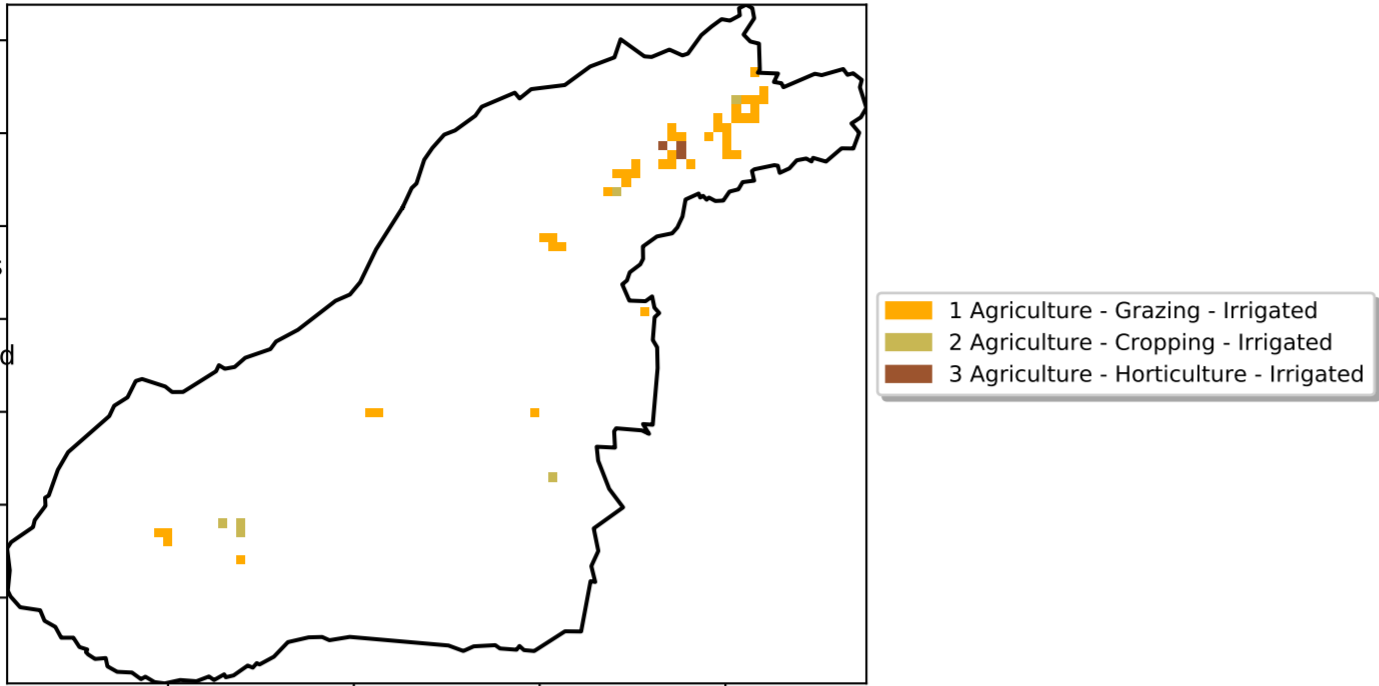 d
1 Agriculture - Grazing - Irrigated
2 Agriculture - Cropping - Irrigated
3 Agriculture - Horticulture - Irrigated